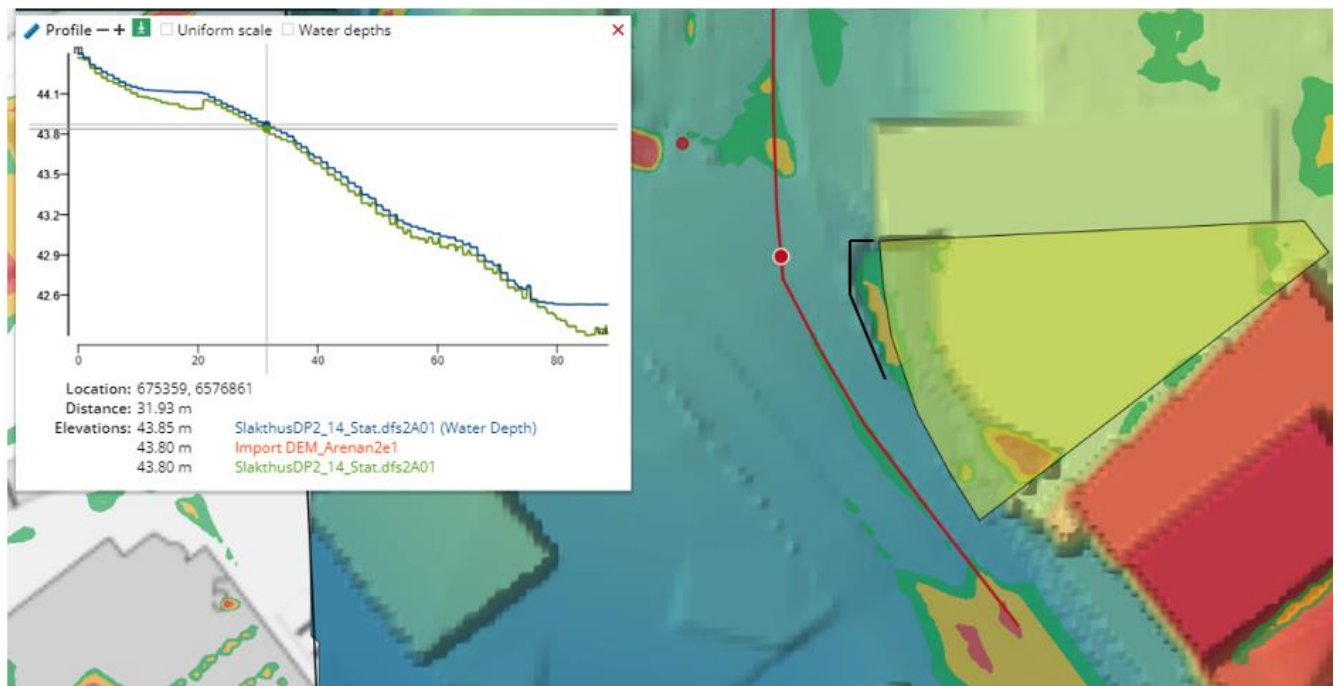 Profile
Uniform scale
Water depths
m
44.1
43.8
43.5
43.2
42.9
42.6
0 20 40 60 80
Location: 675359, 6576861
Distance: 31.93 m
Elevations: 43.85 m SlakthusDP2_14_Stat.dfs2A01 (Water Depth)
43.80 m Import DEM_Arenan2e1
43.80 m SlakthusDP2_14_Stat.dfs2A01
5